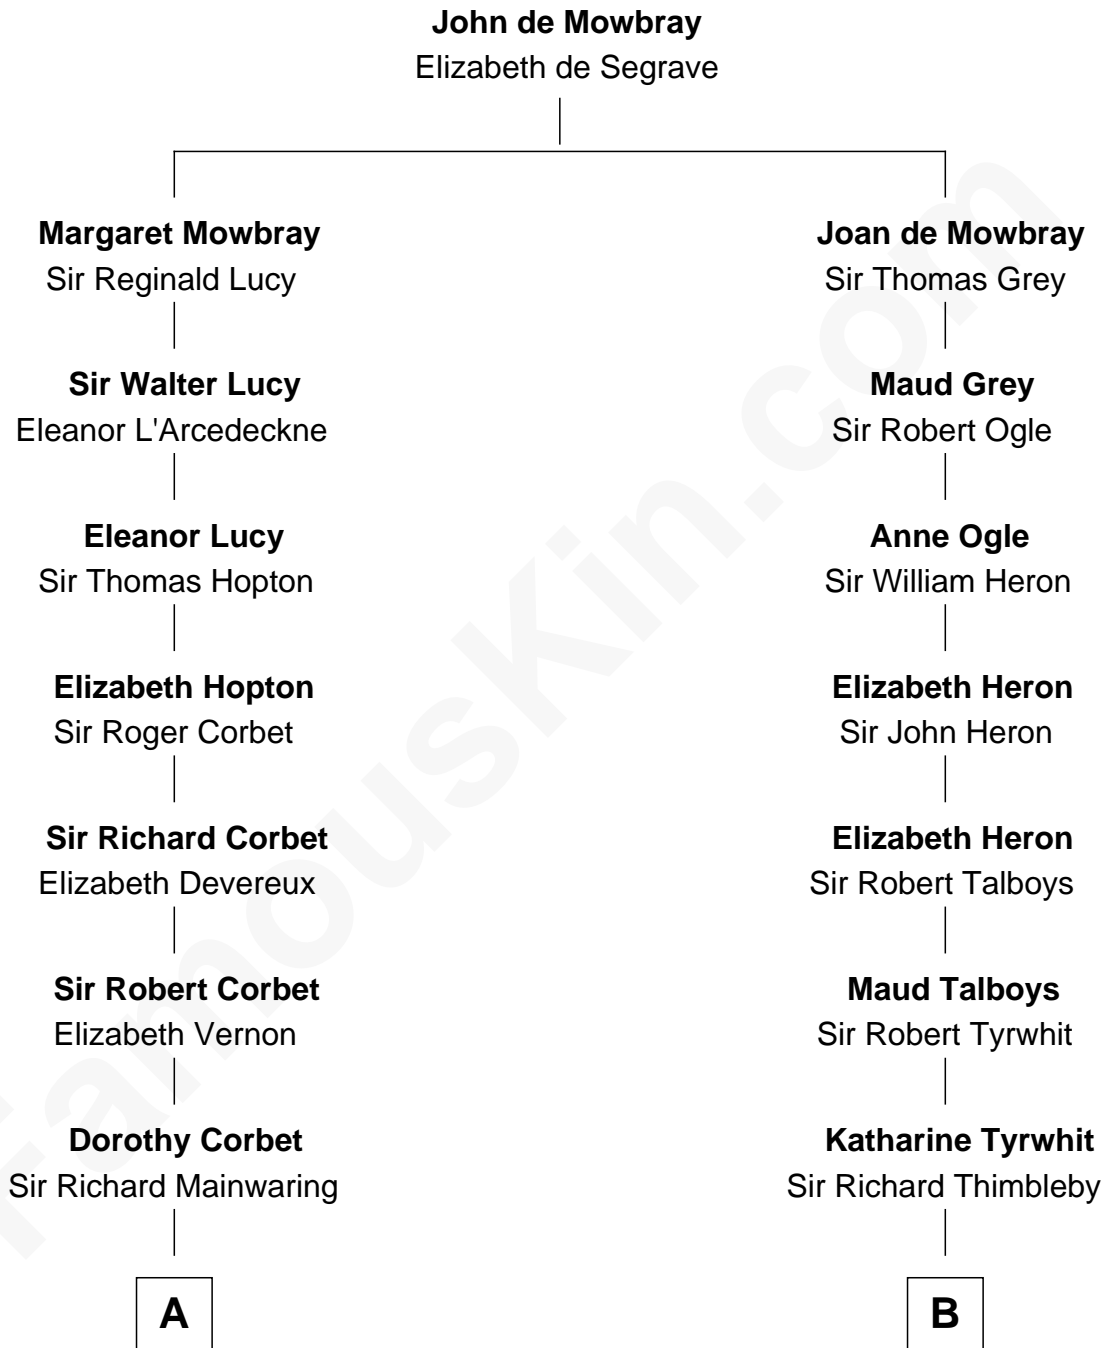 John de Mowbray
Elizabeth de Segrave
Margaret Mowbray
Sir Reginald Lucy
Joan de Mowbray
Sir Thomas Grey
Sir Walter Lucy
Eleanor L'Arcedeckne
Maud Grey
Sir Robert Ogle
Eleanor Lucy
Sir Thomas Hopton
Anne Ogle
Sir William Heron
Elizabeth Hopton
Sir Roger Corbet
Elizabeth Heron
Sir John Heron
Sir Richard Corbet
Elizabeth Devereux
Elizabeth Heron
Sir Robert Talboys
Sir Robert Corbet
Elizabeth Vernon
Maud Talboys
Sir Robert Tyrwhit
Dorothy Corbet
Sir Richard Mainwaring
Katharine Tyrwhit
Sir Richard Thimbleby
A
B
FamousKin.com